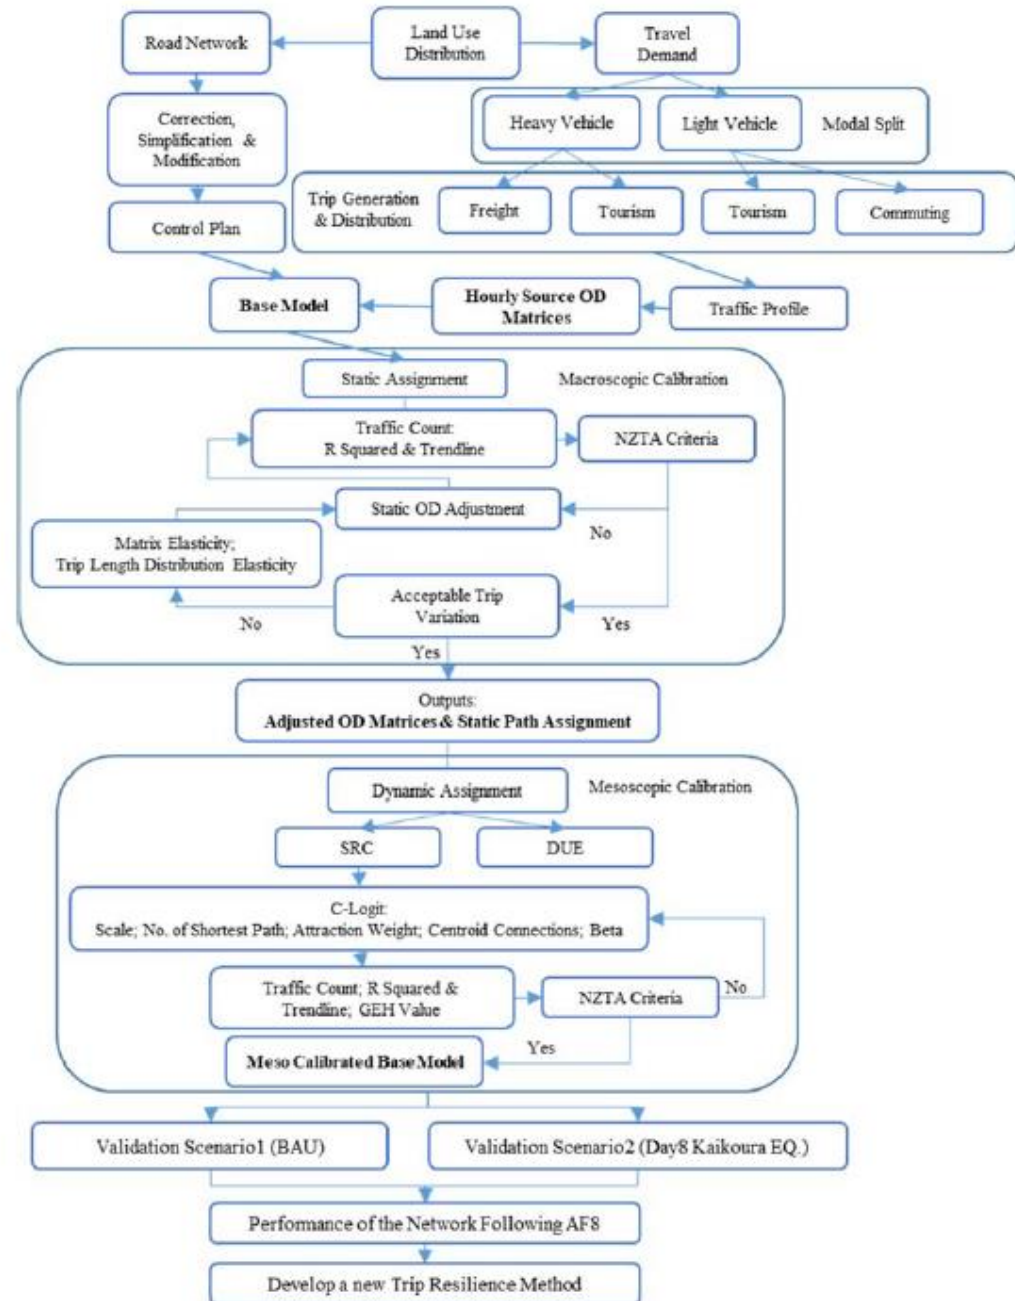 Road Network
Land Use
Distribution
Travel
Demand
Correction,
Simplification &
Modification
Heavy Vehicle
Light Vehicle
Modal Split
Trip Generation
& Distribution
Freight
Tourism
Tourism
Commuting
Control Plan
Base Model
Hourly Source OD
Matrices
Traffic Profile
Static Assignment
Macroscopic Calibration
Traffic Count:
R Squared & Trendline
NZTA Criteria
Static OD Adjustment
No
Matrix Elasticity;
Trip Length Distribution Elasticity
Acceptable Trip
Variation
No
Yes
Yes
Outputs:
Adjusted OD Matrices & Static Path Assignment
Dynamic Assignment
Mesoscopic Calibration
SRC
DUE
C-Logit:
Scale; No. of Shortest Path; Attraction Weight; Centroid Connections; Beta
Traffic Count; R Squared &
Trendline; GEH Value
NZTA Criteria
No
Yes
Meso Calibrated Base Model
Validation Scenario1 (BAU)
Validation Scenario2 (Day8 Kaikoura EQ.)
Performance of the Network Following AF8
Develop a new Trip Resilience Method